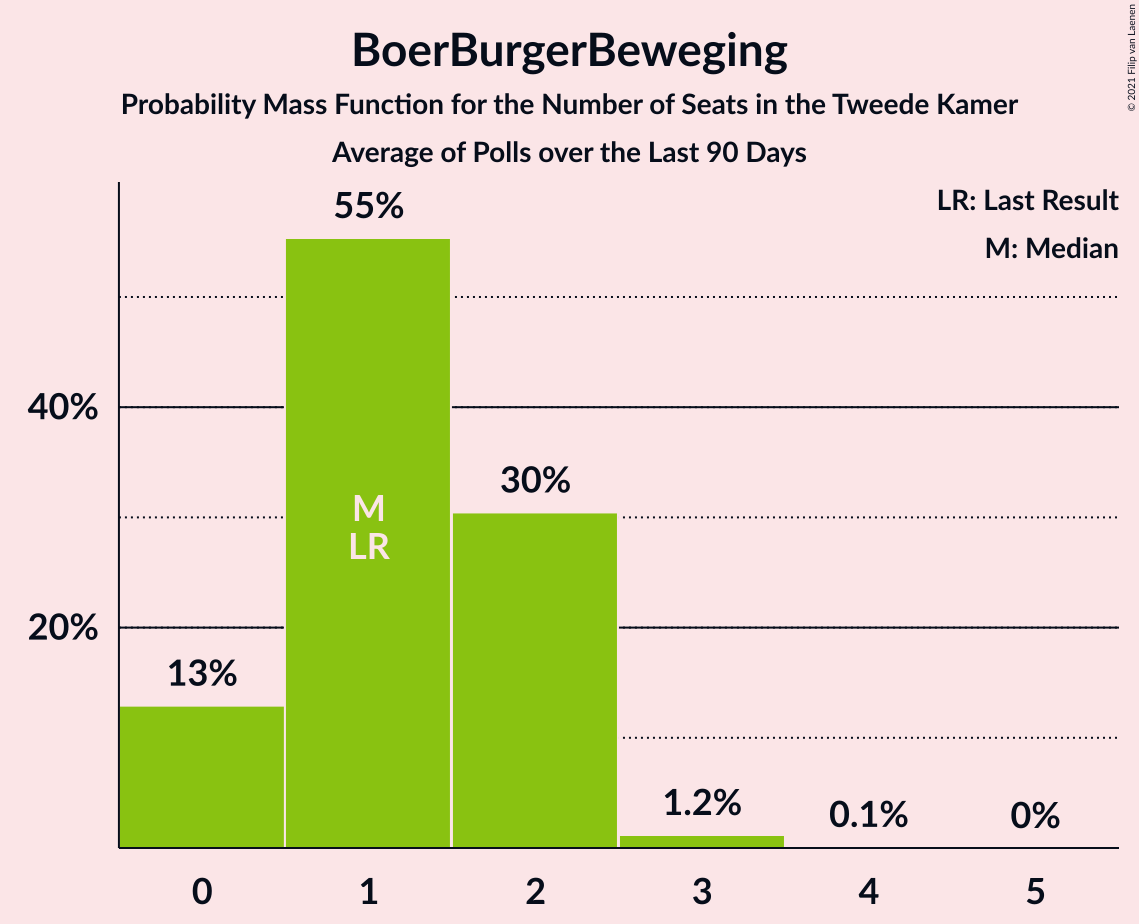 BoerBurgerBeweging
Probability Mass Function for the Number of Seats in the Tweede Kamer
Average of Polls over the Last 90 Days
© 2021 Filip van Laenen
LR: Last Result
M: Median
55%
40%
30%
M
LR
20%
13%
1.2%
0.1%
0%
0
1
2
3
4
5